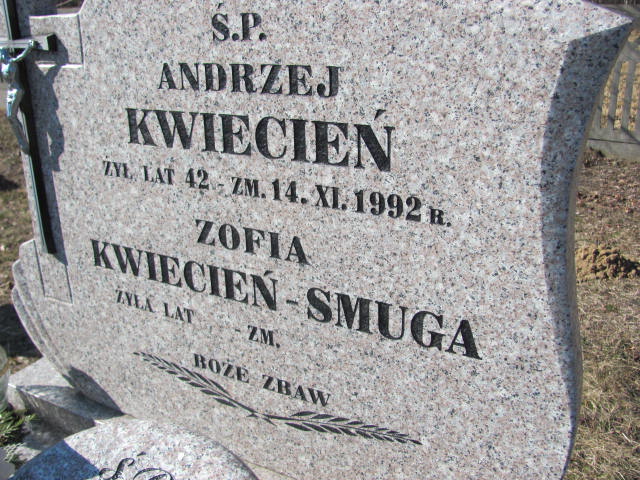 Ś.P.
ANDRZEJ
KWIECIEŃ
ŻYŁ LAT 42 - ZM. 14. XI. 1992 R.
ZOFIA
KWIECIEŃ - SMUGA
ŻYŁA LAT - ZM.
BOŻE ZBAW